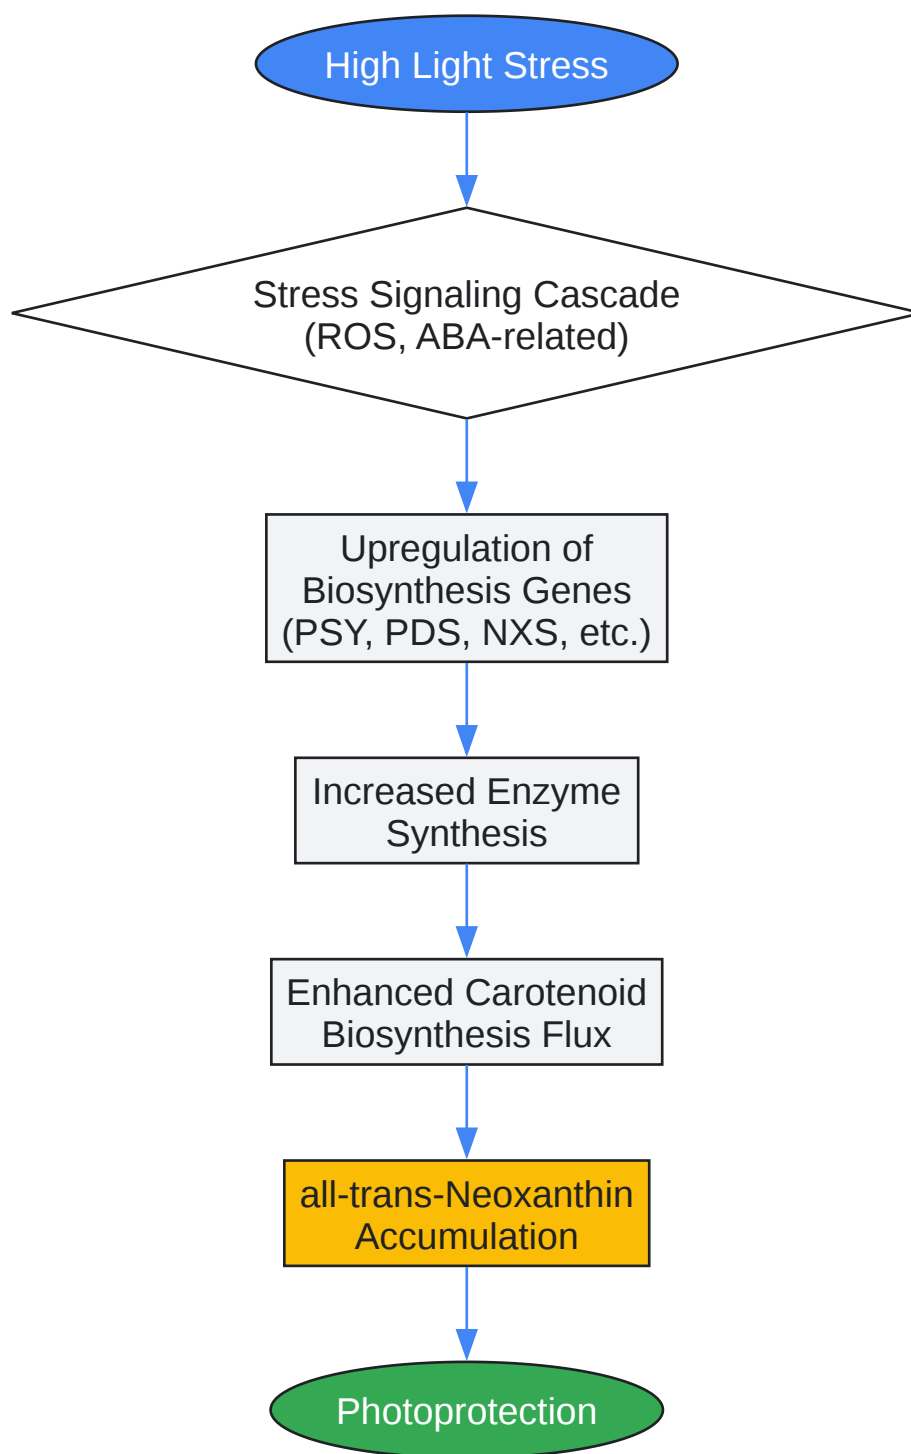 High Light Stress
Stress Signaling Cascade
(ROS, ABA-related)
Upregulation of
Biosynthesis Genes
(PSY, PDS, NXS, etc.)
Increased Enzyme
Synthesis
Enhanced Carotenoid
Biosynthesis Flux
all-trans-Neoxanthin
Accumulation
Photoprotection